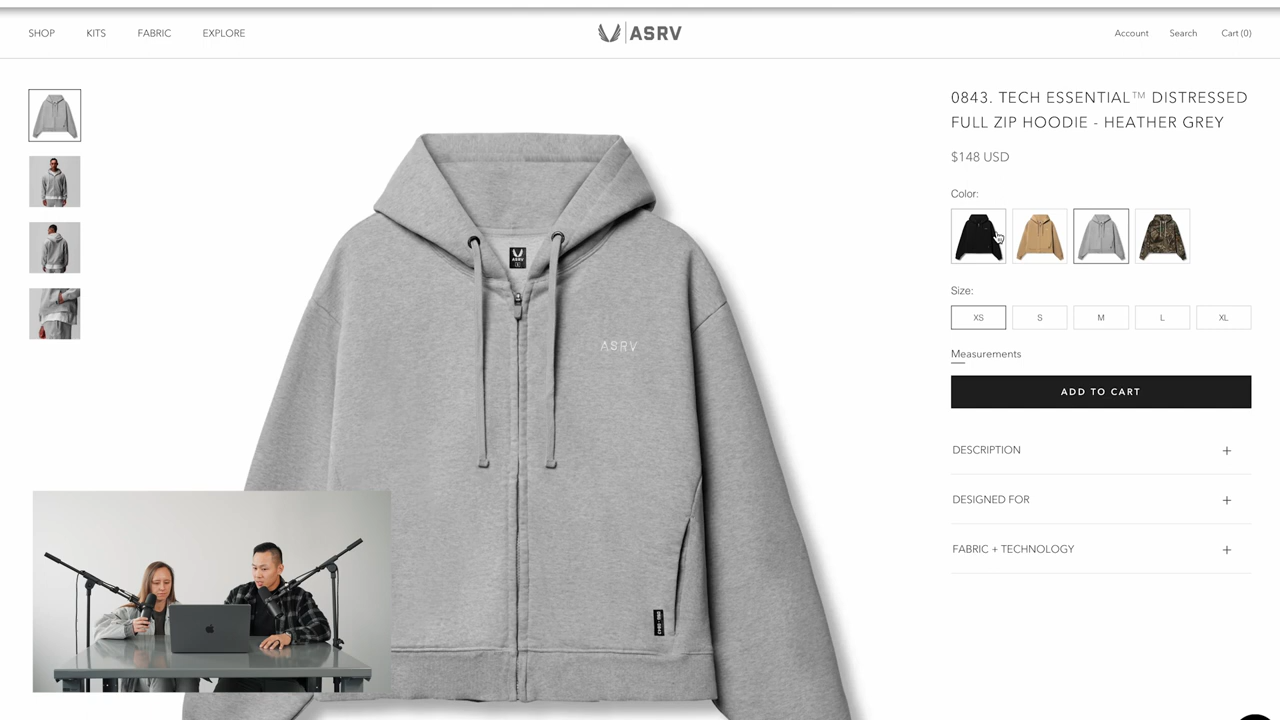 SHOP
KITS
FABRIC
EXPLORE
ASRV
Account
Search
Cart (0)
0843. TECH ESSENTIAL™ DISTRESSED
FULL ZIP HOODIE - HEATHER GREY
$148 USD
Color:
Size:
XS
S
M
L
XL
Measurements
ADD TO CART
DESCRIPTION
+
DESIGNED FOR
+
FABRIC + TECHNOLOGY
+
ASRV